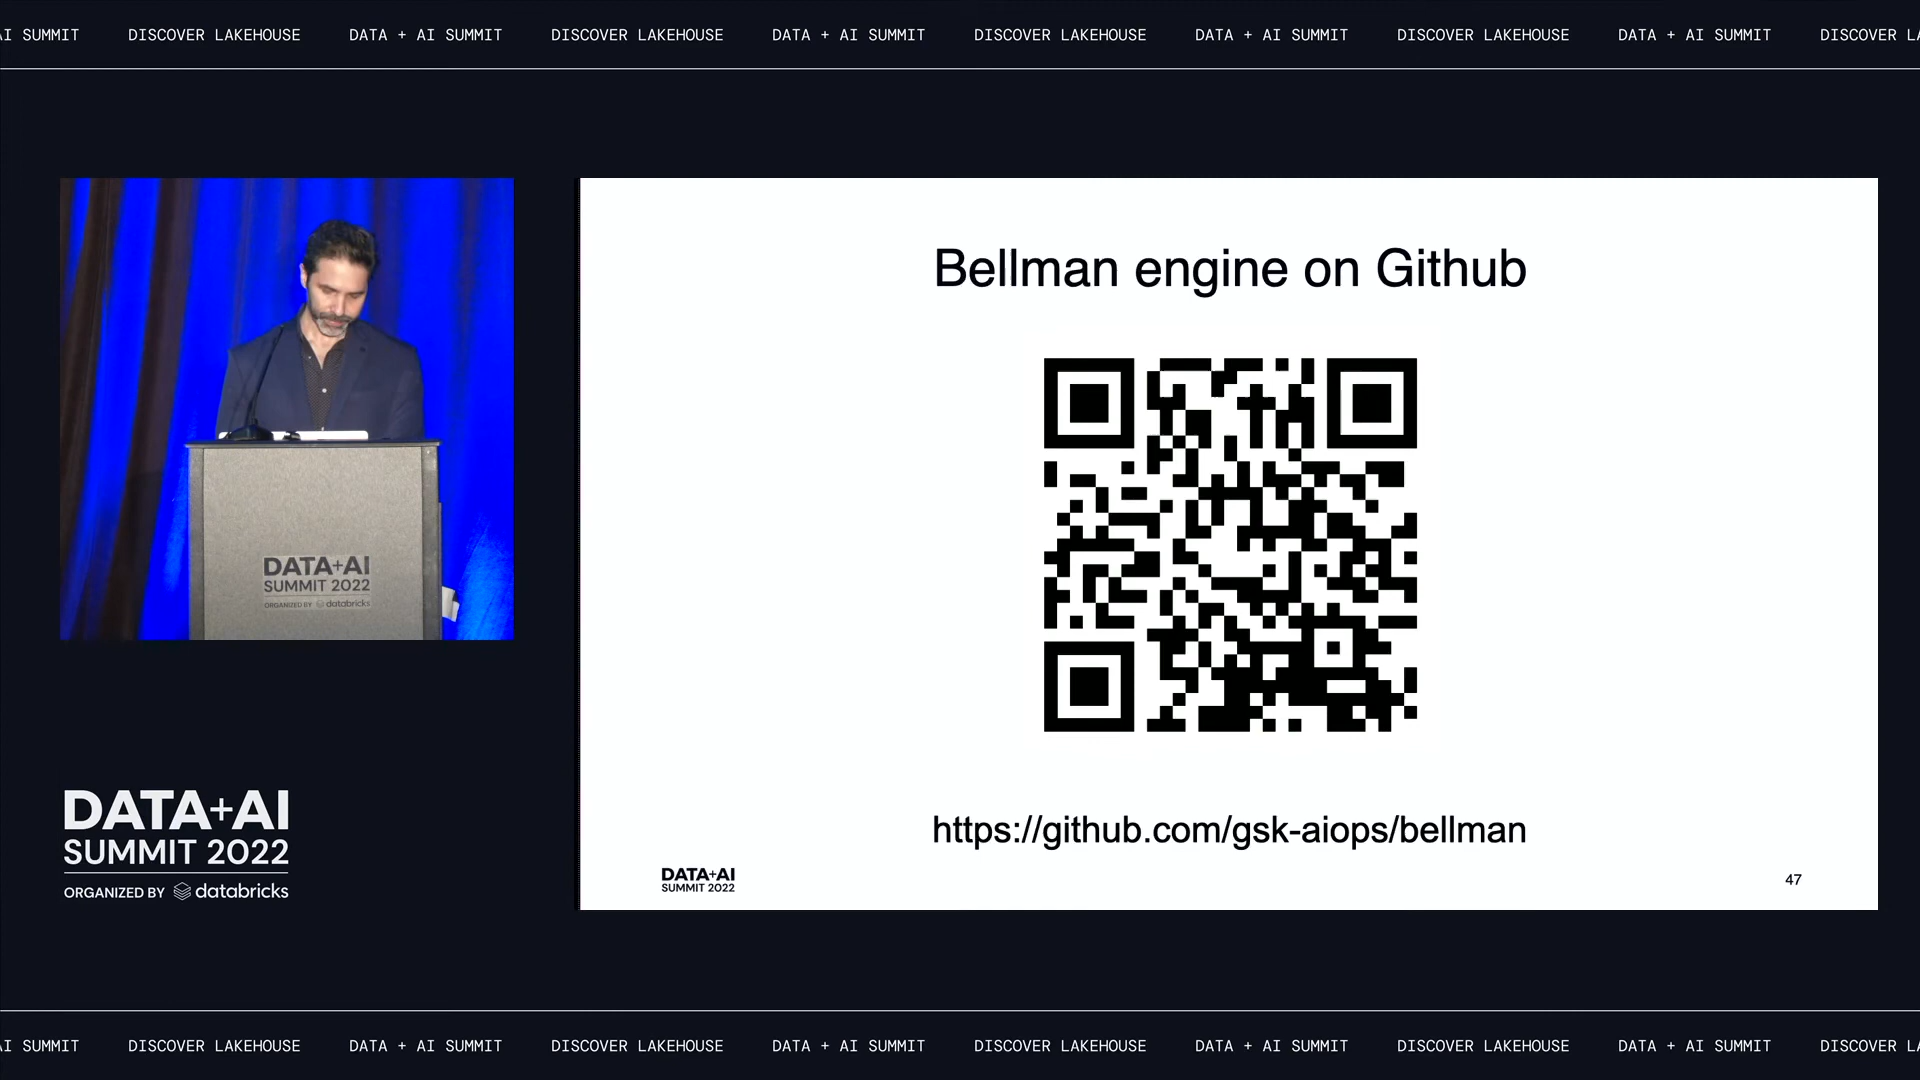 AI SUMMIT DISCOVER LAKEHOUSE DATA + AI SUMMIT DISCOVER LAKEHOUSE DATA + AI SUMMIT DISCOVER LAKEHOUSE DATA + AI SUMMIT DISCOVER LAKEHOUSE DATA + AI SUMMIT DISCOVER LA
Bellman engine on Github
https://github.com/gsk-aiops/bellman
DATA+AI
SUMMIT 2022
47
DATA+AI
SUMMIT 2022
ORGANIZED BY databricks
DATA+AI
SUMMIT 2022
ORGANIZED BY databricks
AI SUMMIT DISCOVER LAKEHOUSE DATA + AI SUMMIT DISCOVER LAKEHOUSE DATA + AI SUMMIT DISCOVER LAKEHOUSE DATA + AI SUMMIT DISCOVER LAKEHOUSE DATA + AI SUMMIT DISCOVER LA